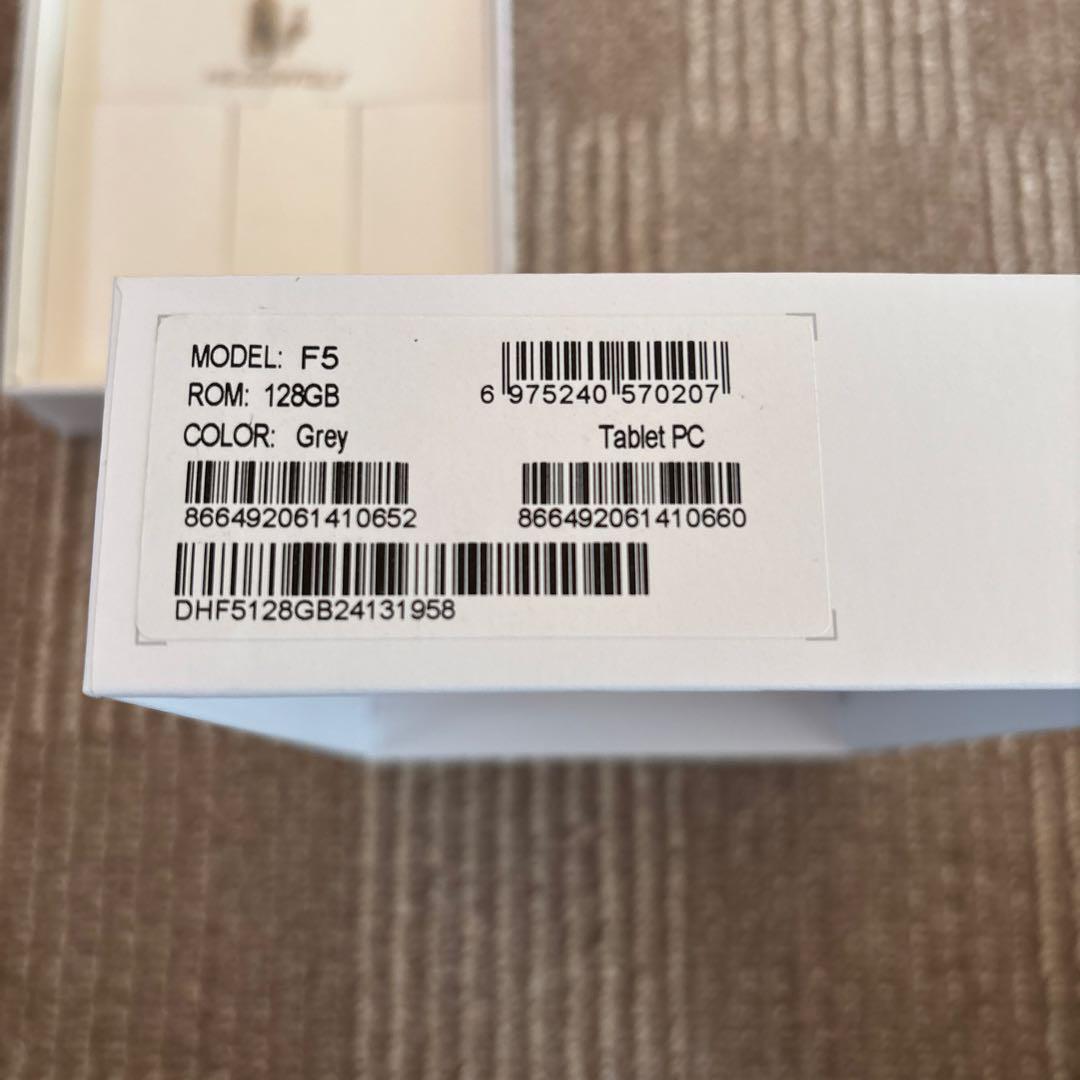 MODEL: F5
ROM: 128GB
6 975240 570207
COLOR: Grey
Tablet PC
866492061410652
866492061410660
DHF5128GB24131958